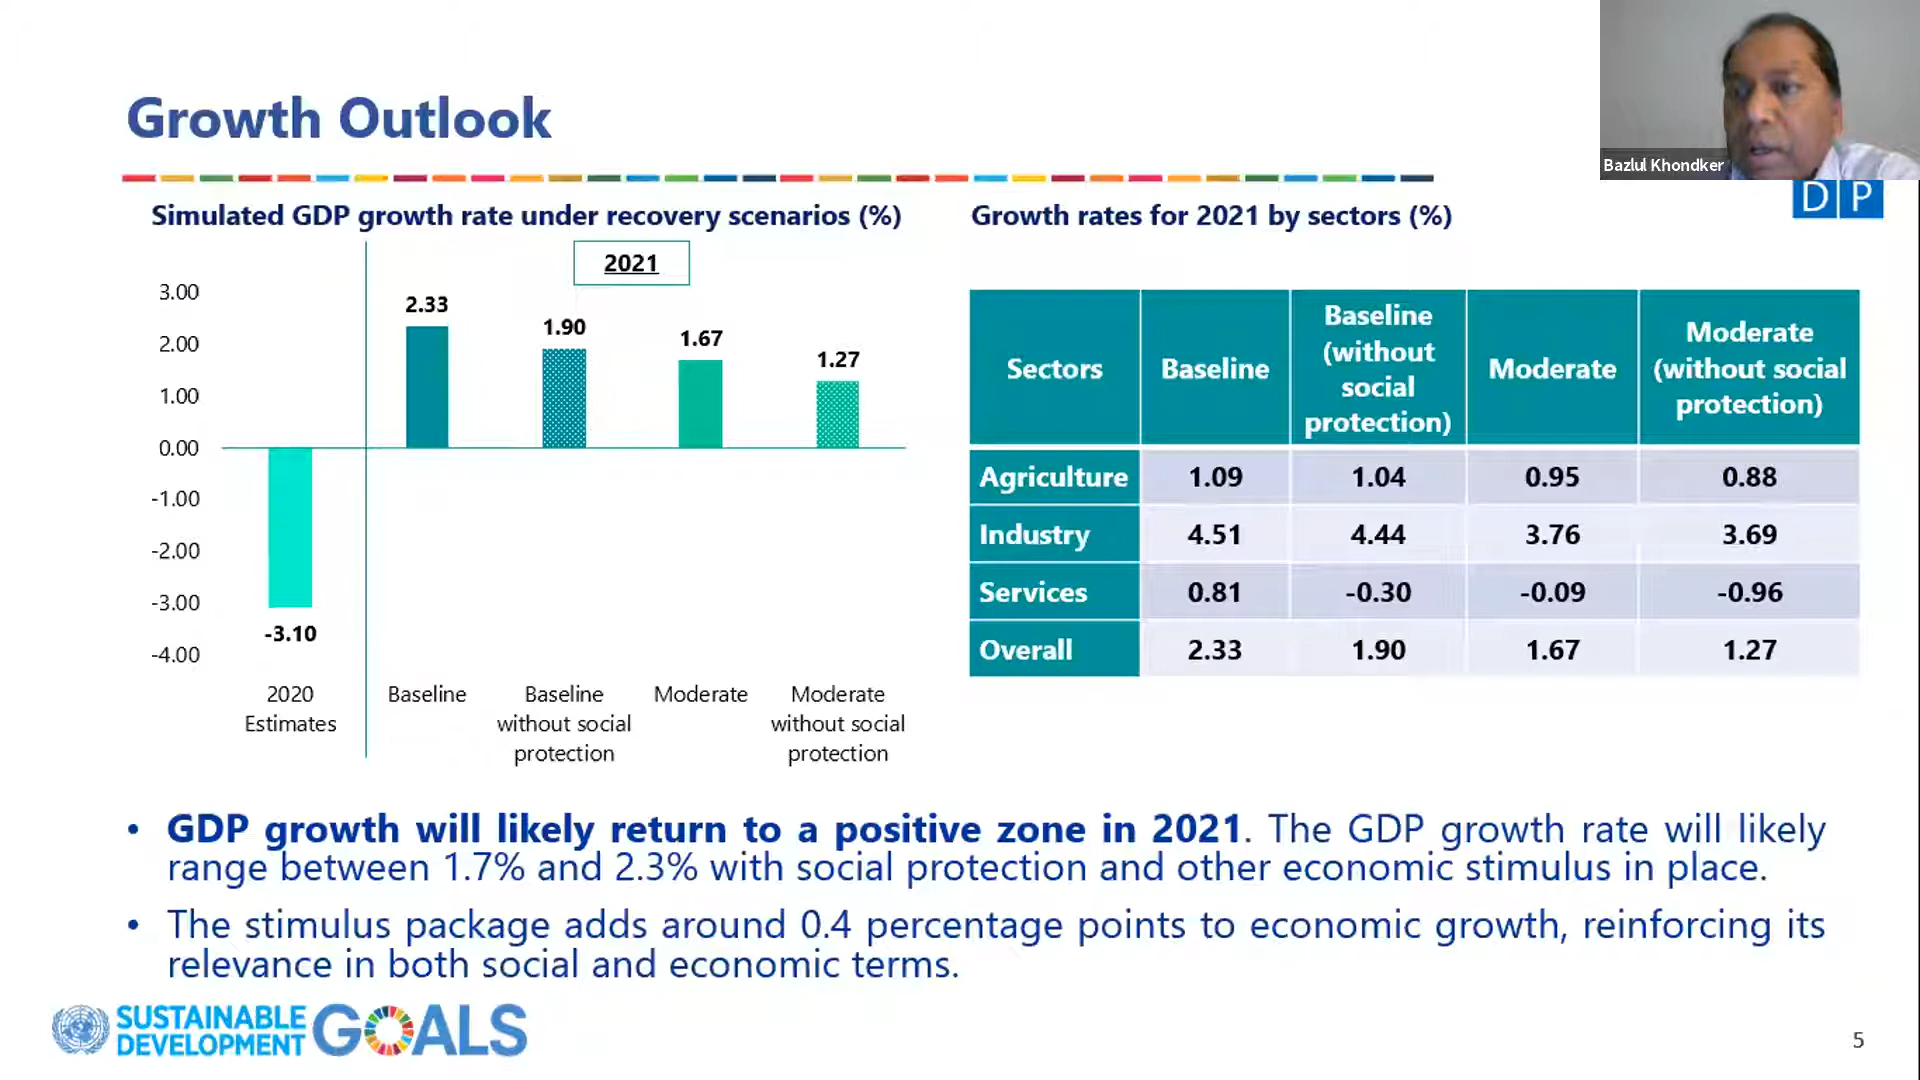 Growth Outlook
Bazlul Khondker
D P
Simulated GDP growth rate under recovery scenarios (%)
2021
3.00
2.00
1.00
0.00
-1.00
-2.00
-3.00
-4.00
2.33
1.90
1.67
1.27
-3.10
2020
Estimates
Baseline
Baseline
without social
protection
Moderate
Moderate
without social
protection
Growth rates for 2021 by sectors (%)
Sectors Baseline Baseline (without social protection) Moderate Moderate (without social protection)
Agriculture 1.09 1.04 0.95 0.88
Industry 4.51 4.44 3.76 3.69
Services 0.81 -0.30 -0.09 -0.96
Overall 2.33 1.90 1.67 1.27
• GDP growth will likely return to a positive zone in 2021. The GDP growth rate will likely
range between 1.7% and 2.3% with social protection and other economic stimulus in place.
• The stimulus package adds around 0.4 percentage points to economic growth, reinforcing its
relevance in both social and economic terms.
SUSTAINABLE
DEVELOPMENT
GOALS
5